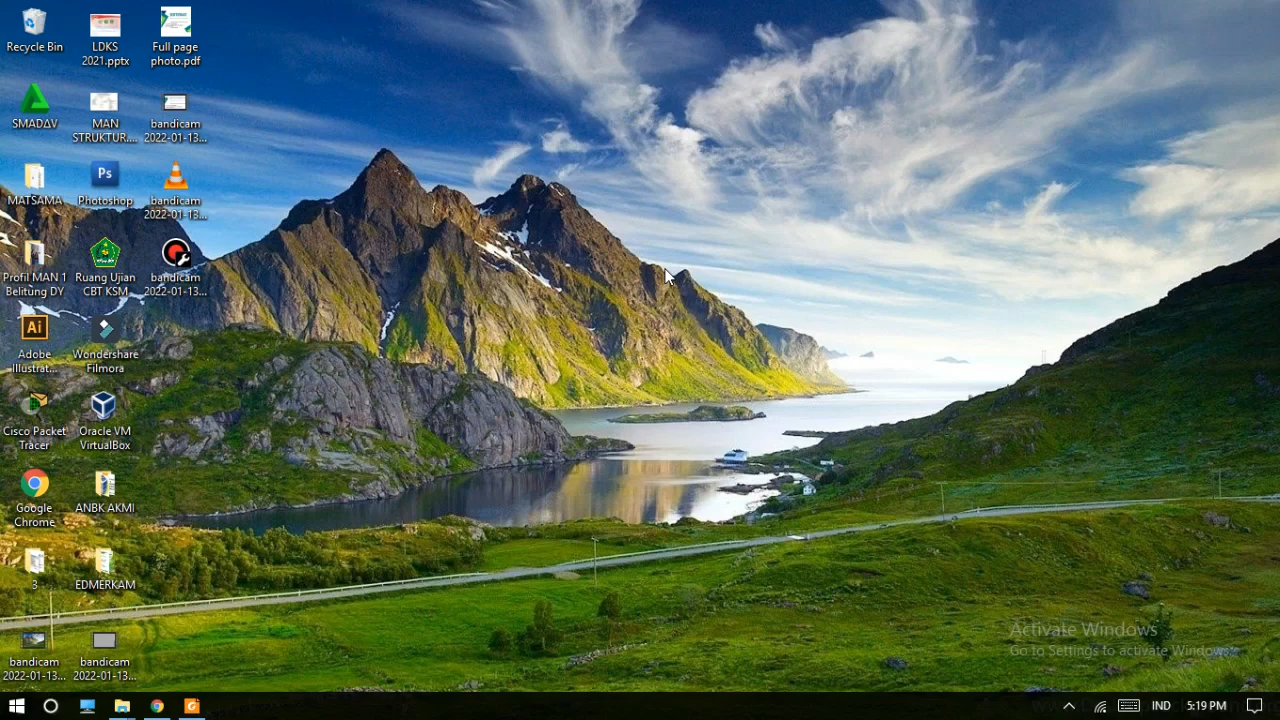 Recycle Bin
LDKS
2021.pptx
Full page
photo.pdf
SMADΔV
MAN
STRUKTUR....
bandicam
2022-01-13...
MATSAMA
Ps
Photoshop
bandicam
2022-01-13...
Profil MAN 1
Belitung DY
Ruang Ujian
CBT KSM
bandicam
2022-01-13...
Ai
Adobe
Illustrat...
Wondershare
Filmora
Cisco Packet
Tracer
Oracle VM
VirtualBox
Google
Chrome
ANBK AKMI
3
EDMERKAM
bandicam
2022-01-13...
bandicam
2022-01-13...
Activate Windows
Go to Settings to activate Windows.
IND
5:19 PM